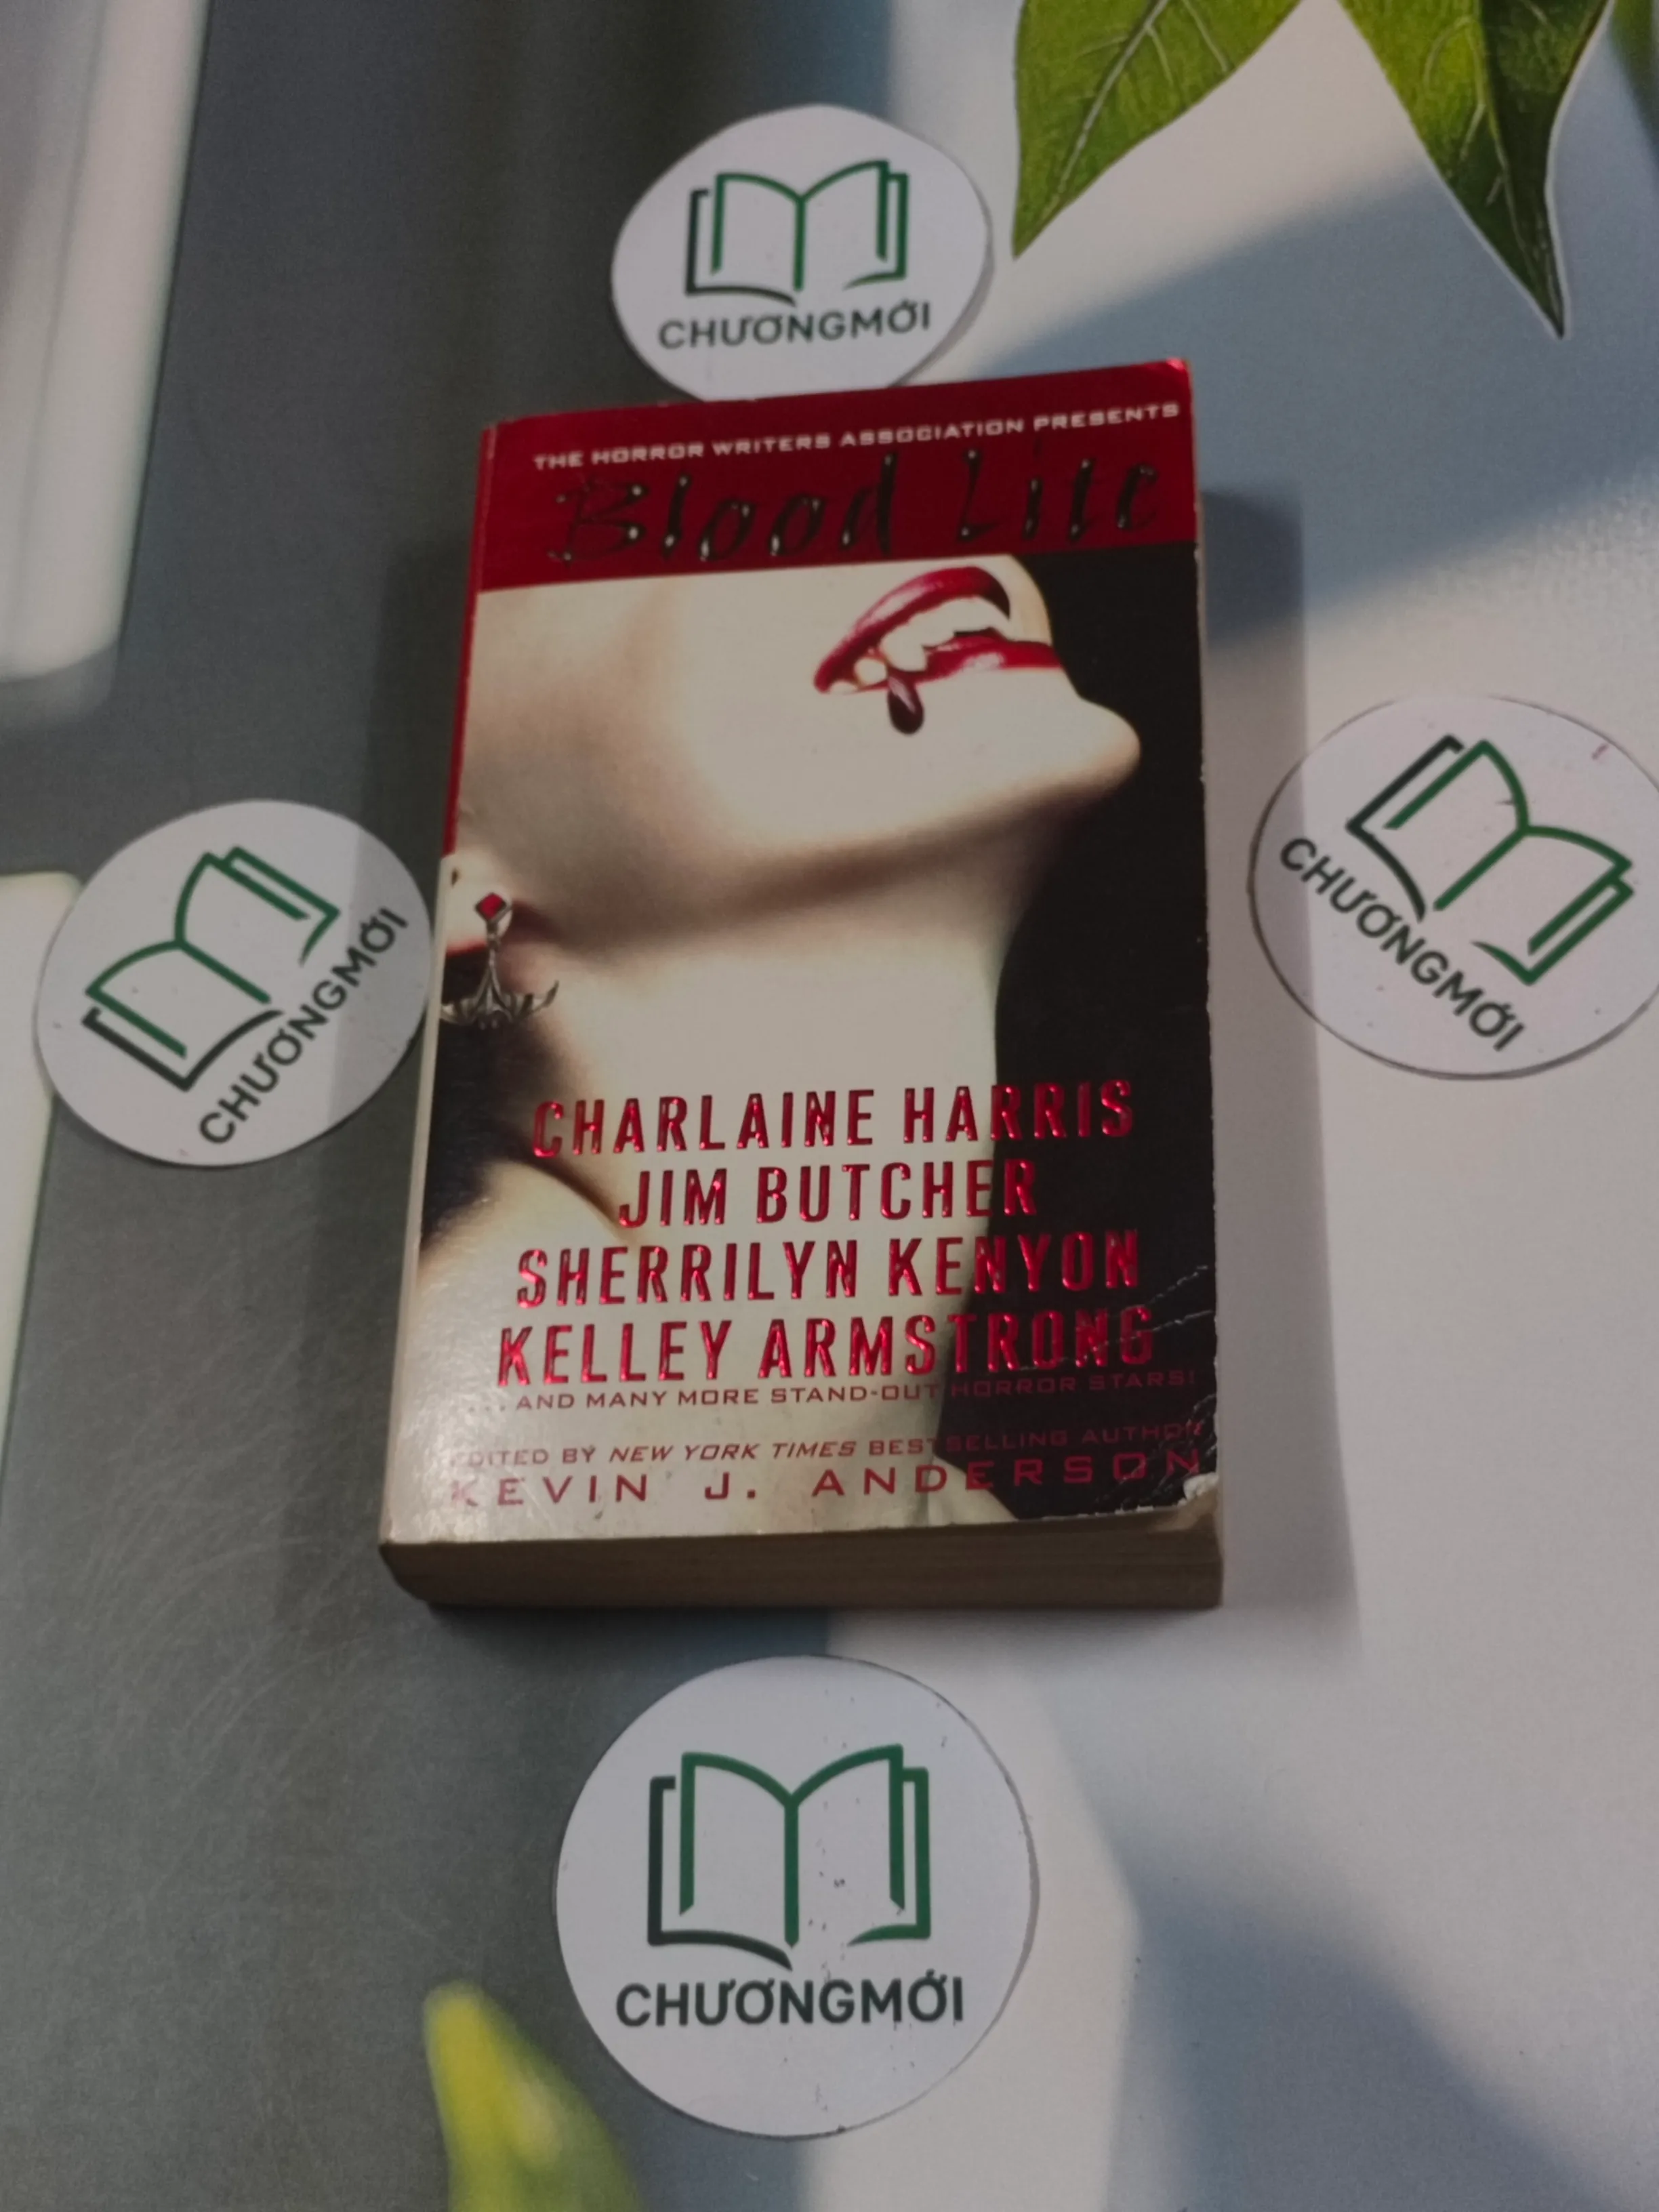 CHƯƠNGMỚI
THE HORROR WRITERS ASSOCIATION PRESENTS
Blood Lite
CHƯƠNGMỚI
CHƯƠNGMỚI
CHARLAINE HARRIS
JIM BUTCHER
SHERRILYN KENYON
KELLEY ARMSTRONG
...AND MANY MORE STAND-OUT HORROR STARS!
EDITED BY NEW YORK TIMES BESTSELLING AUTHOR
KEVIN J. ANDERSON
CHƯƠNGMỚI